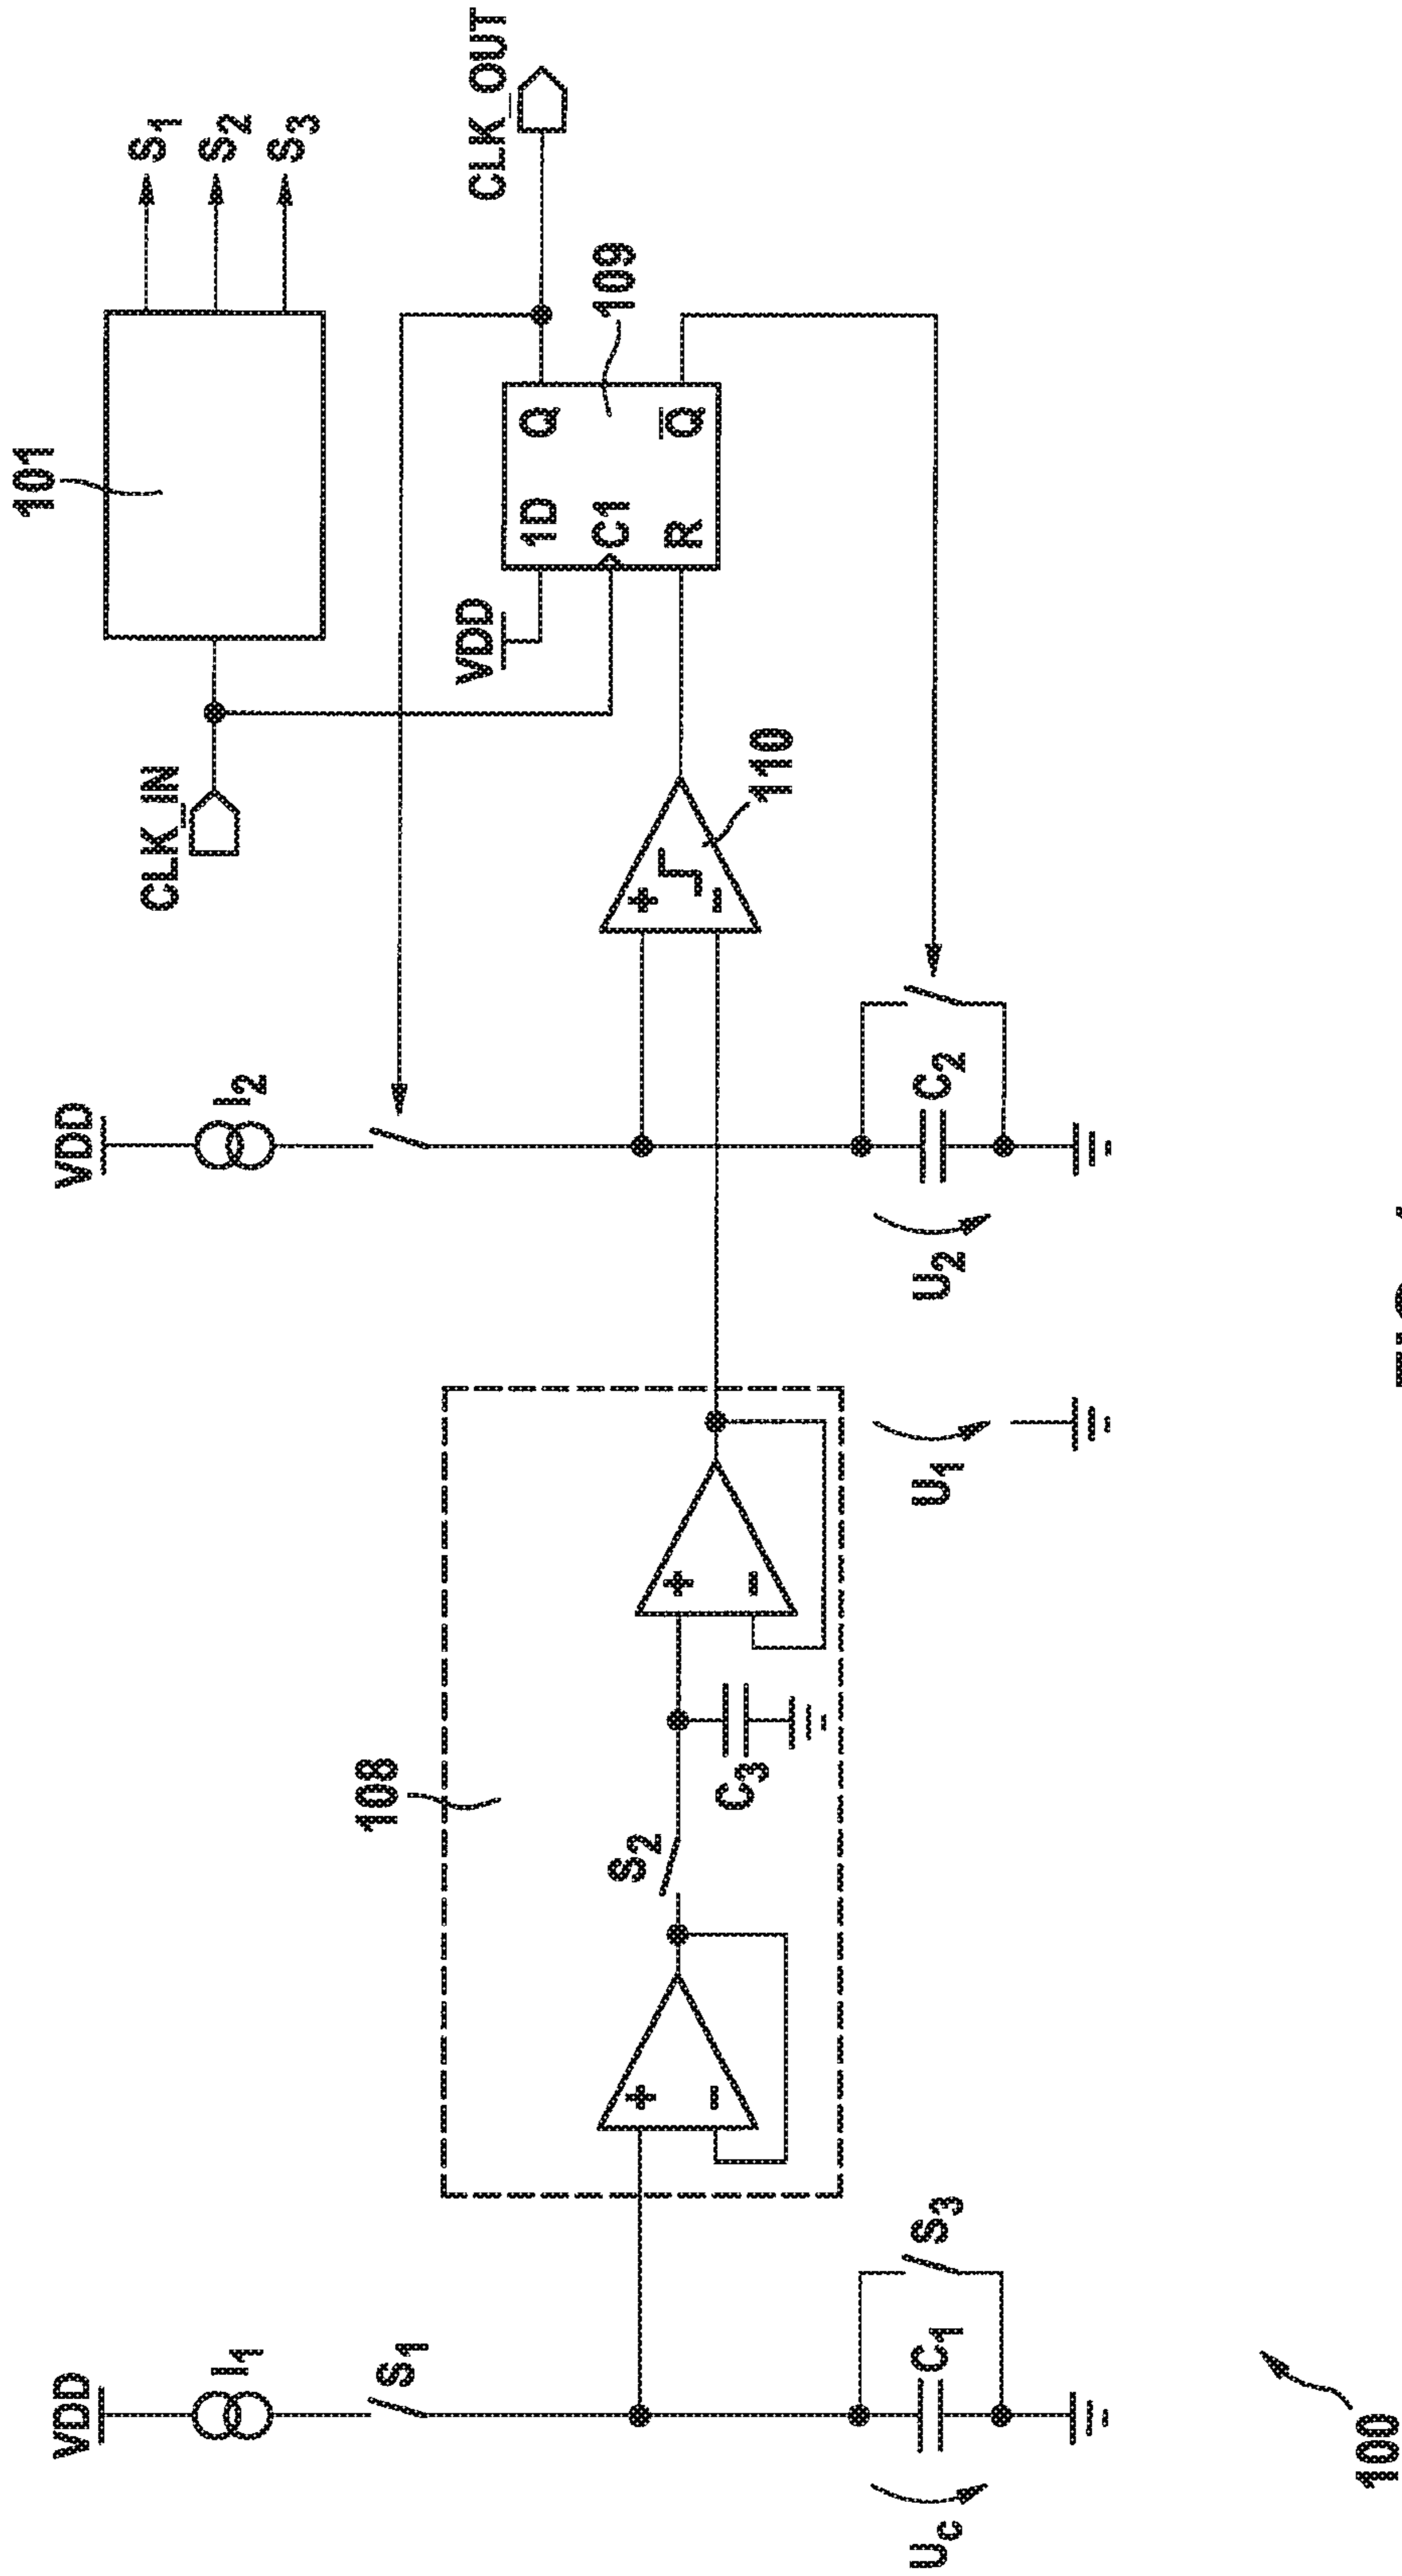 101
S1
S2
S3
CLK_IN
CLK_OUT
VDD
I1
S1
108
VDD
I2
VDD
1D
Q
C1
R
Q̅
109
+
−
S2
C3
+
−
+
−
110
Uc
C1
S3
U1
U2
C2
100